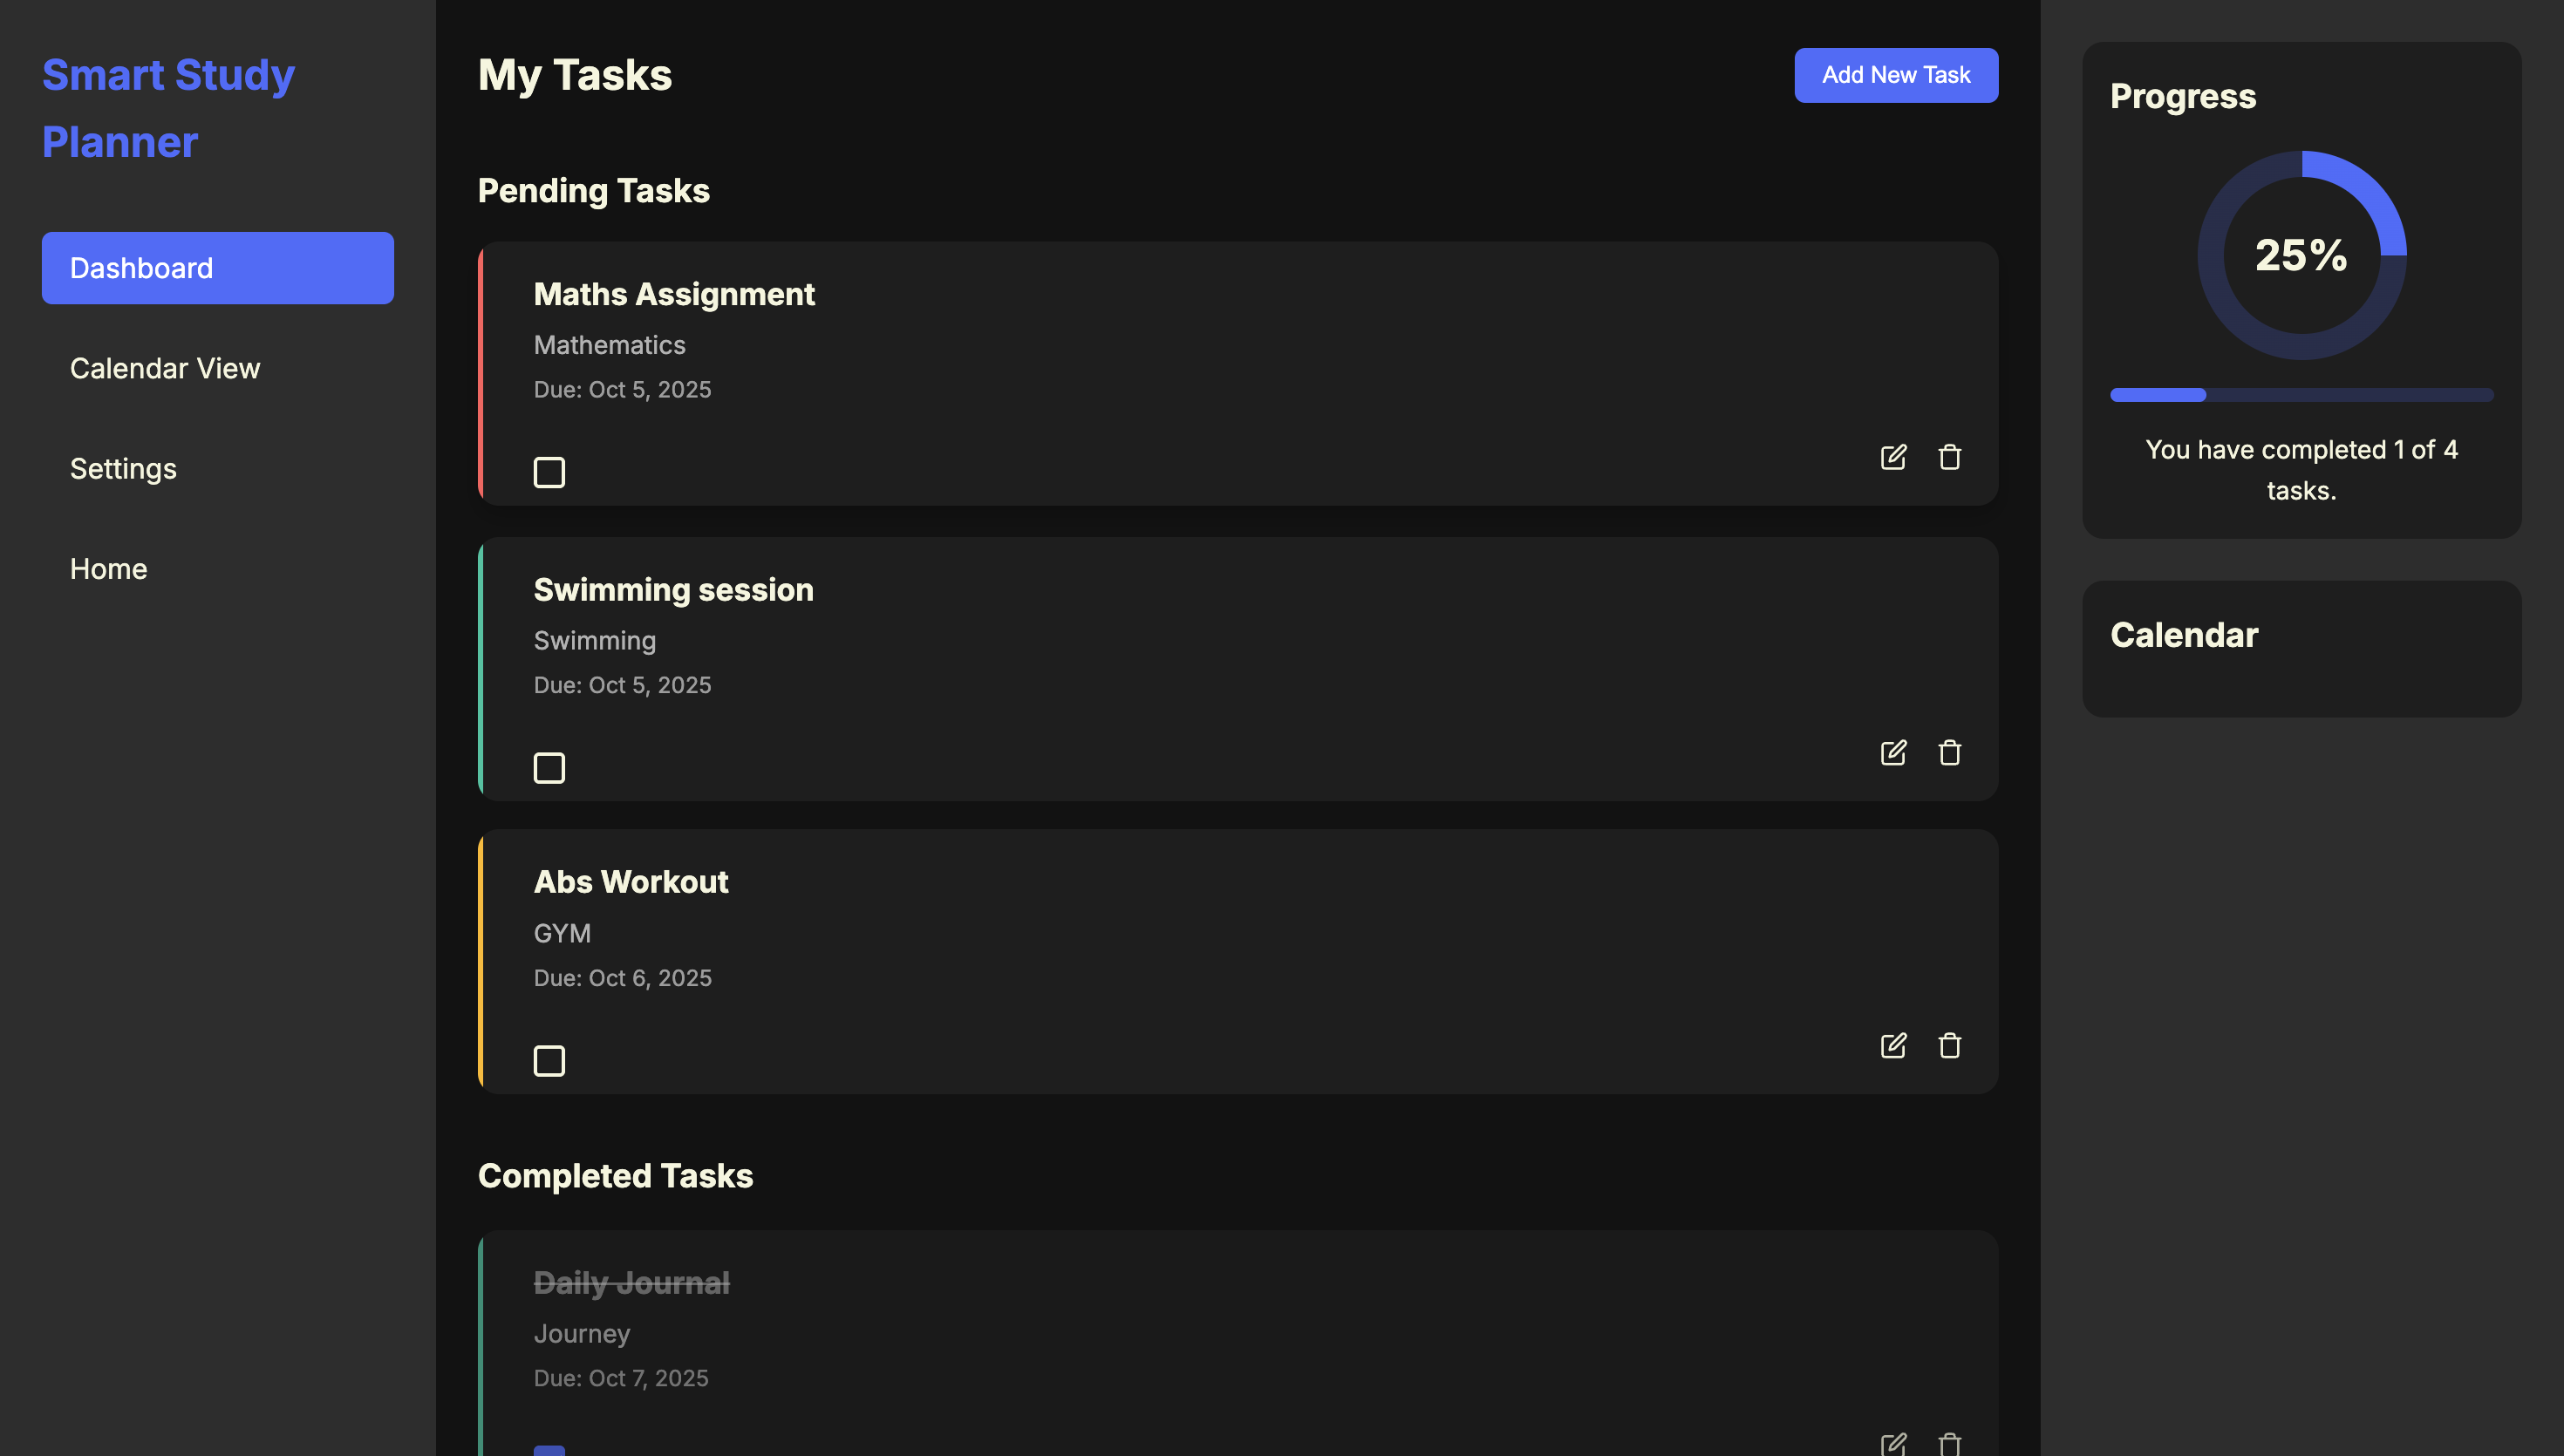 Smart Study
Planner
Dashboard
Calendar View
Settings
Home
My Tasks
Add New Task
Pending Tasks
Maths Assignment
Mathematics
Due: Oct 5, 2025
Swimming session
Swimming
Due: Oct 5, 2025
Abs Workout
GYM
Due: Oct 6, 2025
Completed Tasks
Daily Journal
Journey
Due: Oct 7, 2025
Progress
25%
You have completed 1 of 4
tasks.
Calendar